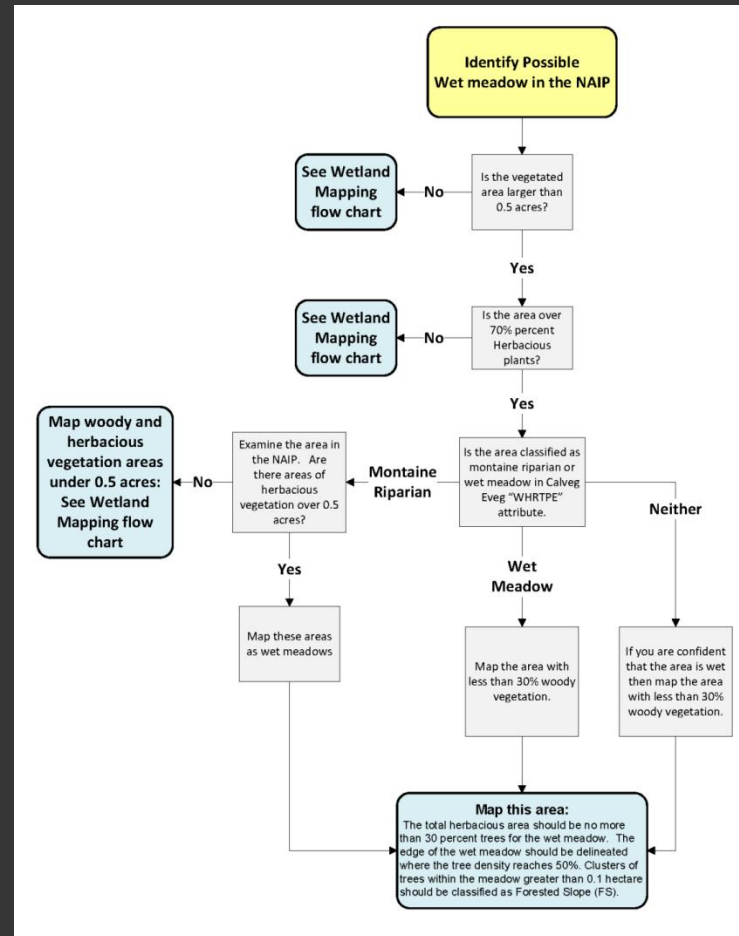 Identify Possible
Wet meadow in the NAIP
See Wetland
Mapping
flow chart
No
Is the vegetated
area larger than
0.5 acres?
Yes
See Wetland
Mapping
flow chart
No
Is the area over
70% percent
Herbacious
plants?
Yes
Map woody and
herbacious
vegetation areas
under 0.5 acres:
See Wetland
Mapping flow
chart
No
Examine the area in
the NAIP. Are
there areas of
herbacious
vegetation over 0.5
acres?
Montaine
Riparian
Is the area classified as
montaine riparian or
wet meadow in Calveg
Eveg “WHRTPE”
attribute.
Neither
Yes
Wet
Meadow
Map these areas
as wet meadows
Map the area with
less than 30% woody
vegetation.
If you are confident
that the area is wet
then map the area
with less than 30%
woody vegetation.
Map this area:
The total herbacious area should be no more
than 30 percent trees for the wet meadow. The
edge of the wet meadow should be delineated
where the tree density reaches 50%. Clusters of
trees within the meadow greater than 0.1 hectare
should be classified as Forested Slope (FS).